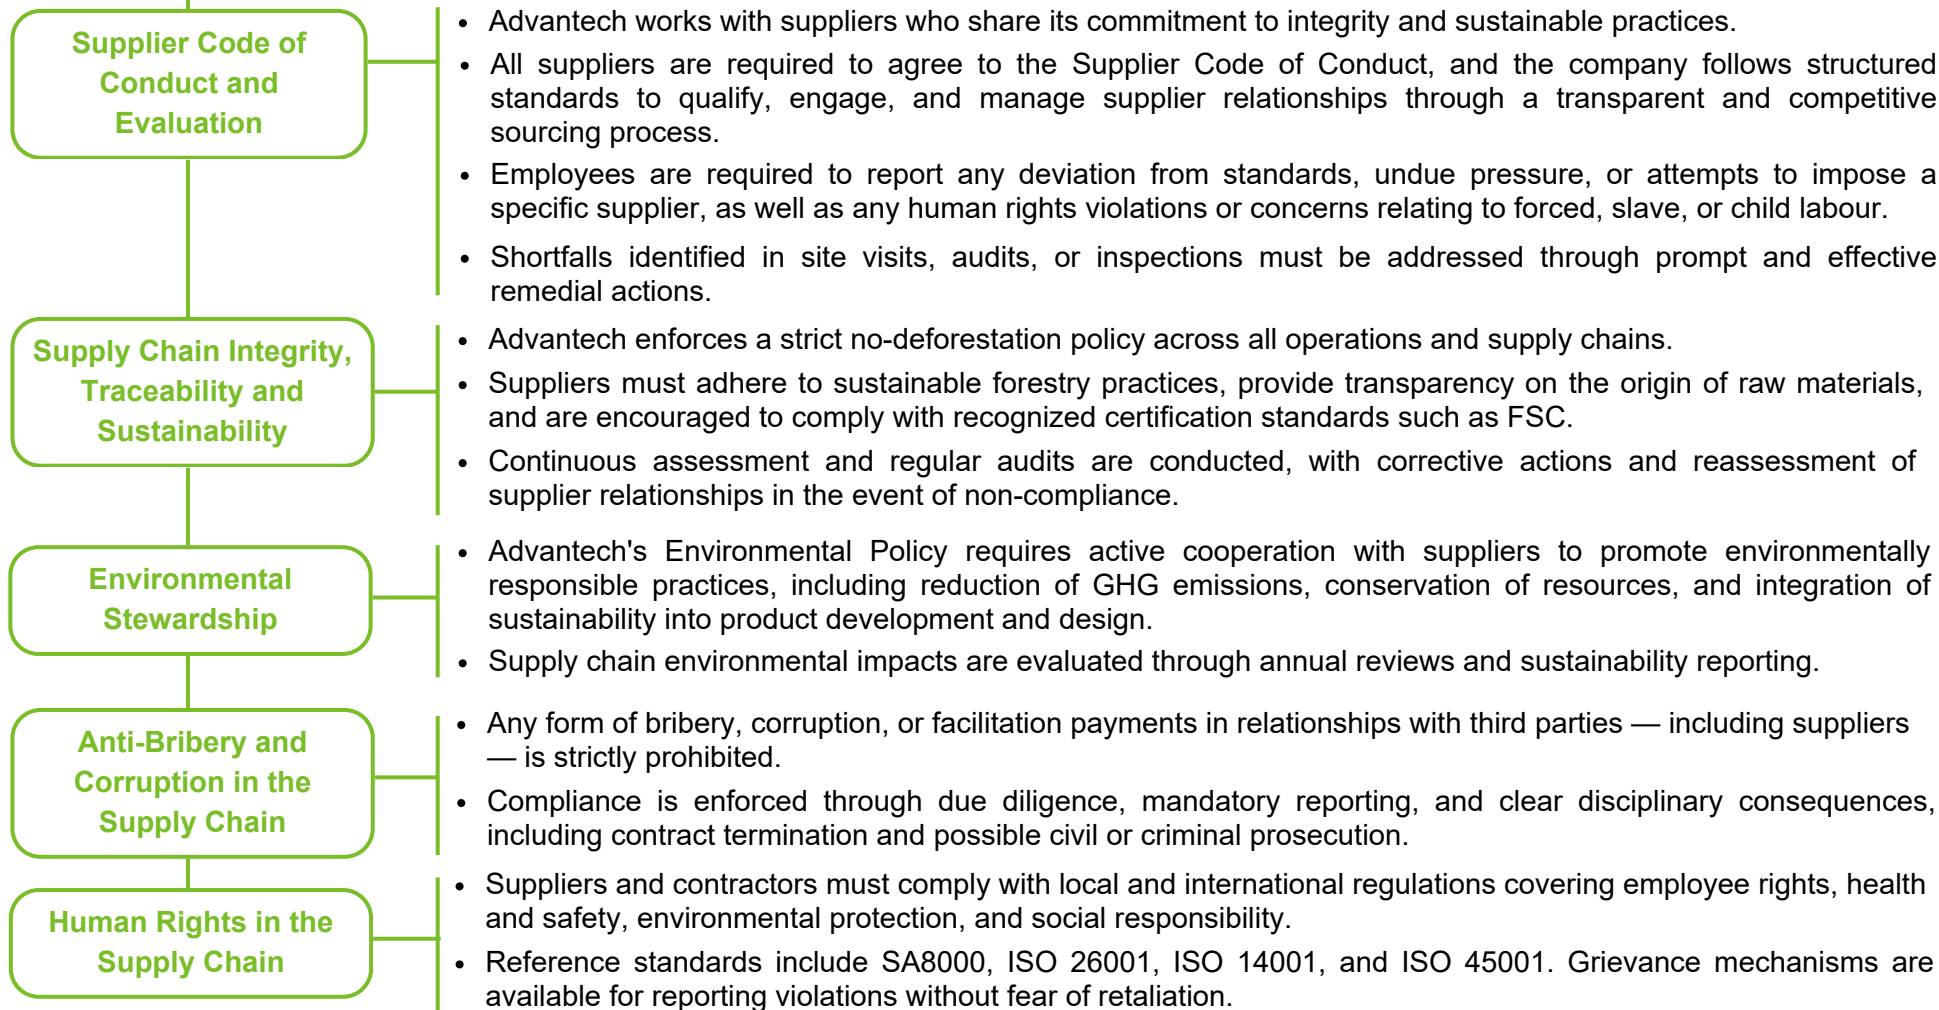 Supplier Code of
Conduct and
Evaluation
• Advantech works with suppliers who share its commitment to integrity and sustainable practices.
• All suppliers are required to agree to the Supplier Code of Conduct, and the company follows structured
standards to qualify, engage, and manage supplier relationships through a transparent and competitive
sourcing process.
• Employees are required to report any deviation from standards, undue pressure, or attempts to impose a
specific supplier, as well as any human rights violations or concerns relating to forced, slave, or child labour.
• Shortfalls identified in site visits, audits, or inspections must be addressed through prompt and effective
remedial actions.
Supply Chain Integrity,
Traceability and
Sustainability
• Advantech enforces a strict no-deforestation policy across all operations and supply chains.
• Suppliers must adhere to sustainable forestry practices, provide transparency on the origin of raw materials,
and are encouraged to comply with recognized certification standards such as FSC.
• Continuous assessment and regular audits are conducted, with corrective actions and reassessment of
supplier relationships in the event of non-compliance.
Environmental
Stewardship
• Advantech's Environmental Policy requires active cooperation with suppliers to promote environmentally
responsible practices, including reduction of GHG emissions, conservation of resources, and integration of
sustainability into product development and design.
• Supply chain environmental impacts are evaluated through annual reviews and sustainability reporting.
Anti-Bribery and
Corruption in the
Supply Chain
• Any form of bribery, corruption, or facilitation payments in relationships with third parties — including suppliers
— is strictly prohibited.
• Compliance is enforced through due diligence, mandatory reporting, and clear disciplinary consequences,
including contract termination and possible civil or criminal prosecution.
Human Rights in the
Supply Chain
• Suppliers and contractors must comply with local and international regulations covering employee rights, health
and safety, environmental protection, and social responsibility.
• Reference standards include SA8000, ISO 26001, ISO 14001, and ISO 45001. Grievance mechanisms are
available for reporting violations without fear of retaliation.